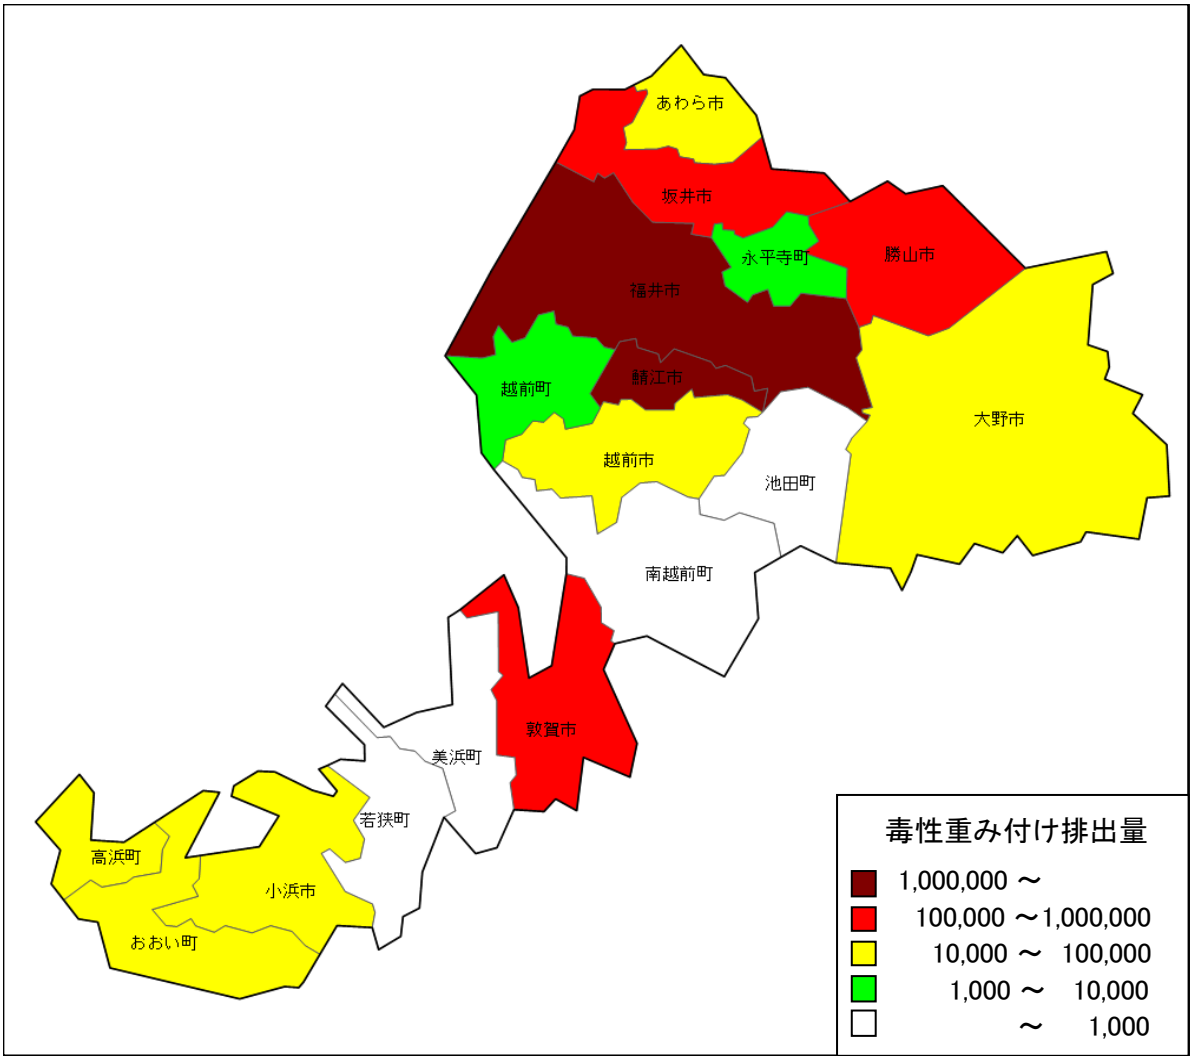 あわら市
坂井市
永平寺町
勝山市
福井市
鯖江市
越前町
大野市
越前市
池田町
南越前町
敦賀市
美浜町
若狭町
高浜町
小浜市
おおい町
毒性重み付け排出量
1,000,000 ～
100,000 ～1,000,000
10,000 ～ 100,000
1,000 ～ 10,000
～ 1,000